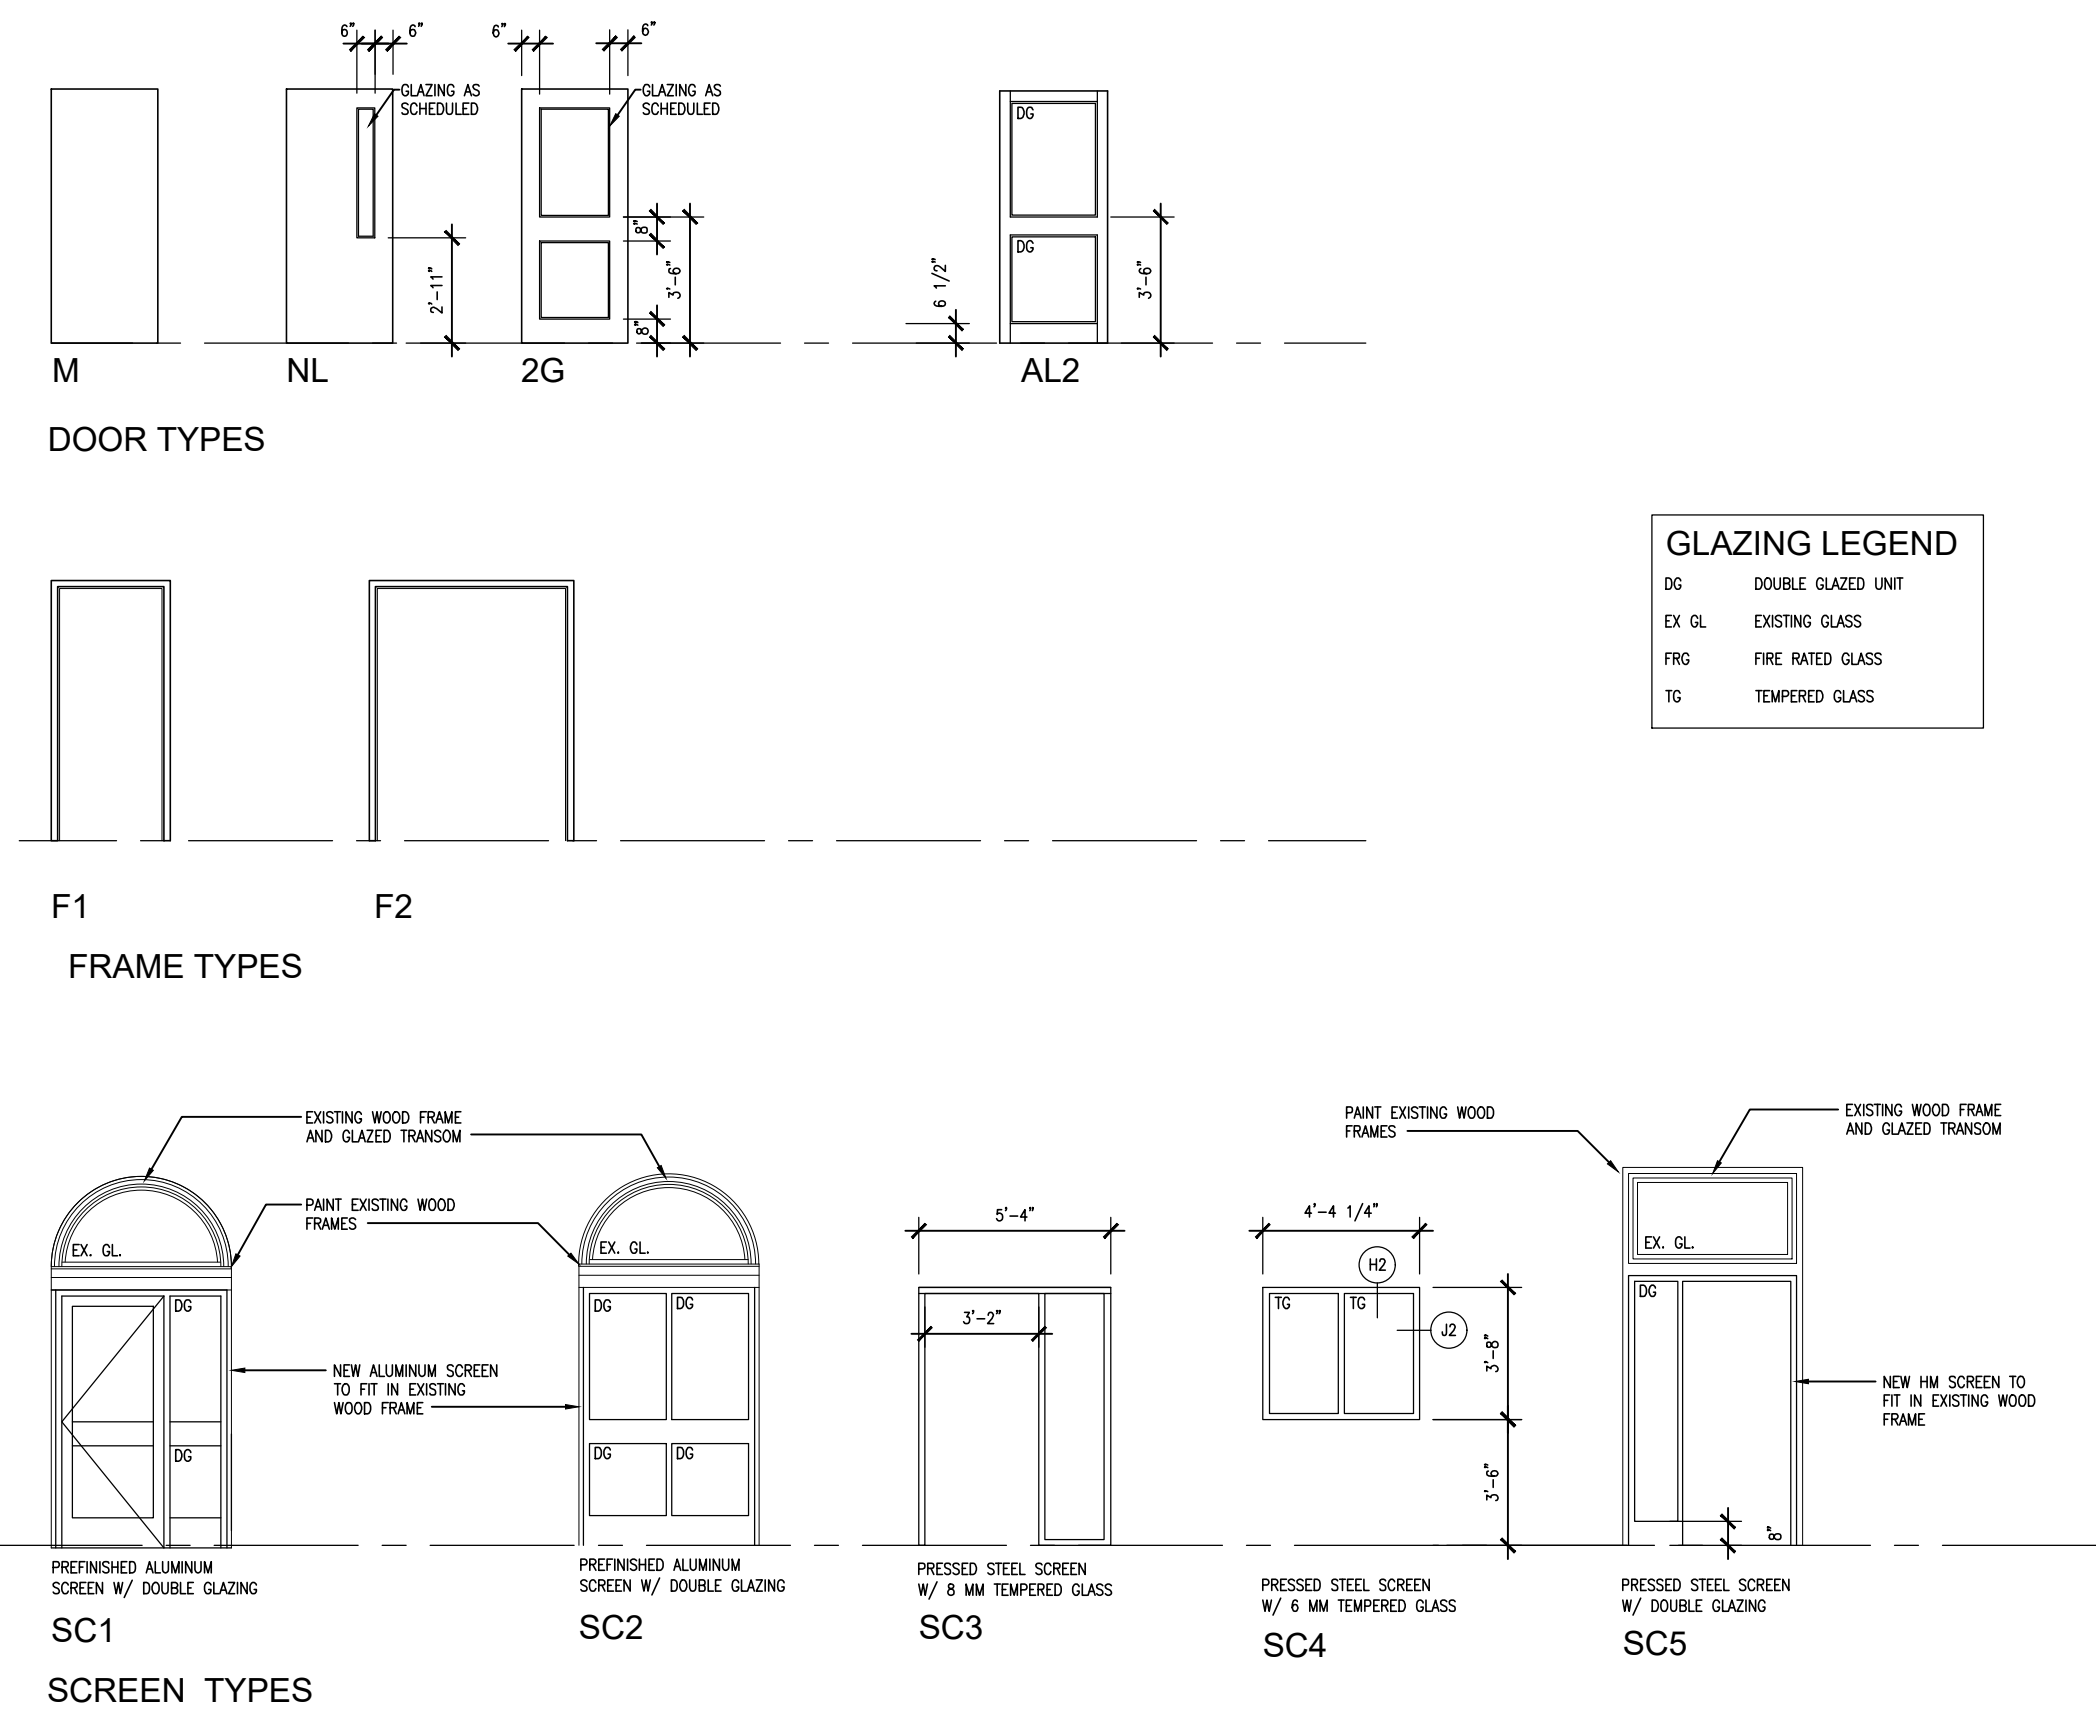 6" 6"
6" 6"
GLAZING AS
SCHEDULED
GLAZING AS
SCHEDULED
DG
DG
2'-11"
8"
3'-6"
8"
6 1/2"
3'-6"
M
NL
2G
AL2
DOOR TYPES
GLAZING LEGEND
DG DOUBLE GLAZED UNIT
EX GL EXISTING GLASS
FRG FIRE RATED GLASS
TG TEMPERED GLASS
F1
F2
FRAME TYPES
EXISTING WOOD FRAME
AND GLAZED TRANSOM
PAINT EXISTING WOOD
FRAMES
EX. GL.
EX. GL.
DG
DG
DG
DG
DG
DG
NEW ALUMINUM SCREEN
TO FIT IN EXISTING
WOOD FRAME
PREFINISHED ALUMINUM
SCREEN W/ DOUBLE GLAZING
SC1
PREFINISHED ALUMINUM
SCREEN W/ DOUBLE GLAZING
SC2
5'-4"
3'-2"
PRESSED STEEL SCREEN
W/ 8 MM TEMPERED GLASS
SC3
4'-4 1/4"
H2
TG
TG
J2
3'-8"
3'-6"
PRESSED STEEL SCREEN
W/ 6 MM TEMPERED GLASS
SC4
PAINT EXISTING WOOD
FRAMES
EXISTING WOOD FRAME
AND GLAZED TRANSOM
EX. GL.
DG
NEW HM SCREEN TO
FIT IN EXISTING WOOD
FRAME
8"
PRESSED STEEL SCREEN
W/ DOUBLE GLAZING
SC5
SCREEN TYPES